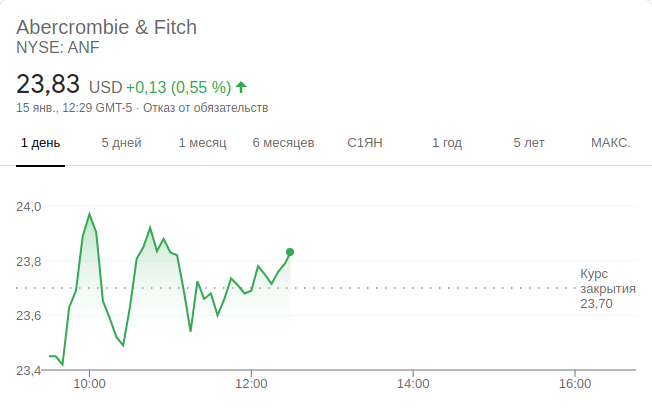 Abercrombie & Fitch
NYSE: ANF
23,83 USD +0,13 (0,55 %)
15 янв., 12:29 GMT-5 · Отказ от обязательств
1 день 5 дней 1 месяц 6 месяцев С1ЯН 1 год 5 лет МАКС.
24,0
23,8
Курс
закрытия
23,70
23,6
23,4
10:00 12:00 14:00 16:00